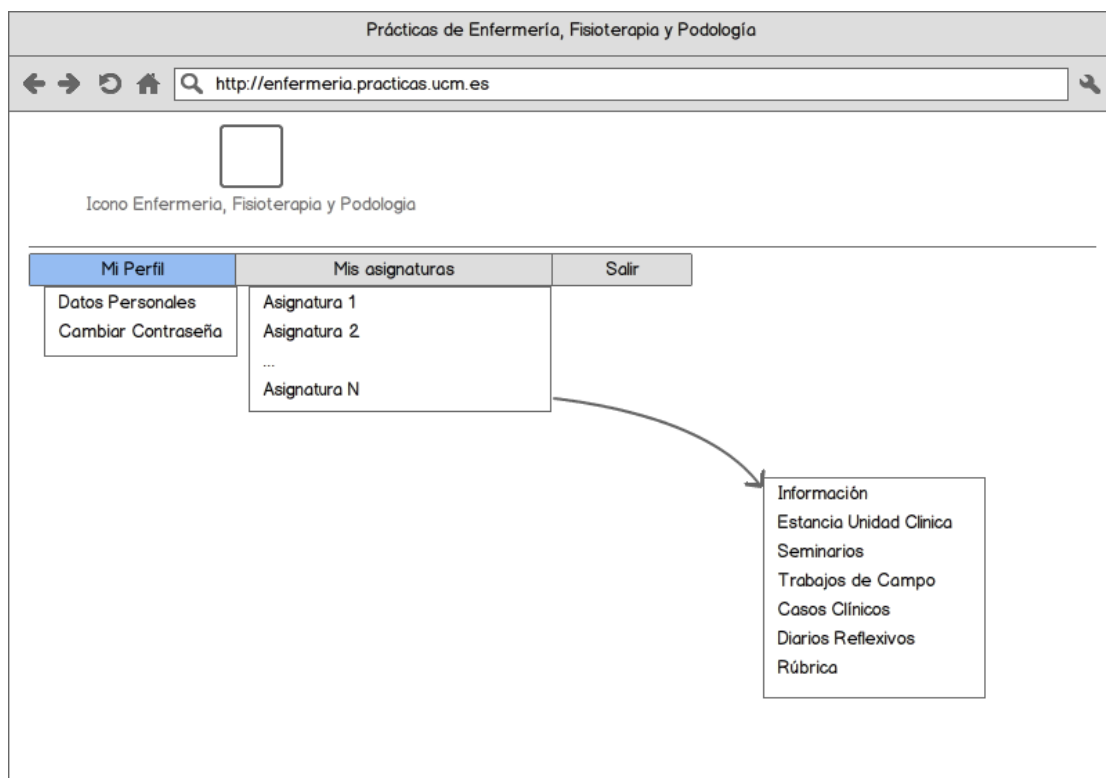 Prácticas de Enfermería, Fisioterapia y Podología
http://enfermeria.practicas.ucm.es
Icono Enfermeria, Fisioterapia y Podologia
Mi Perfil
Mis asignaturas
Salir
Datos Personales
Cambiar Contraseña
Asignatura 1
Asignatura 2
...
Asignatura N
Información
Estancia Unidad Clinica
Seminarios
Trabajos de Campo
Casos Clínicos
Diarios Reflexivos
Rúbrica